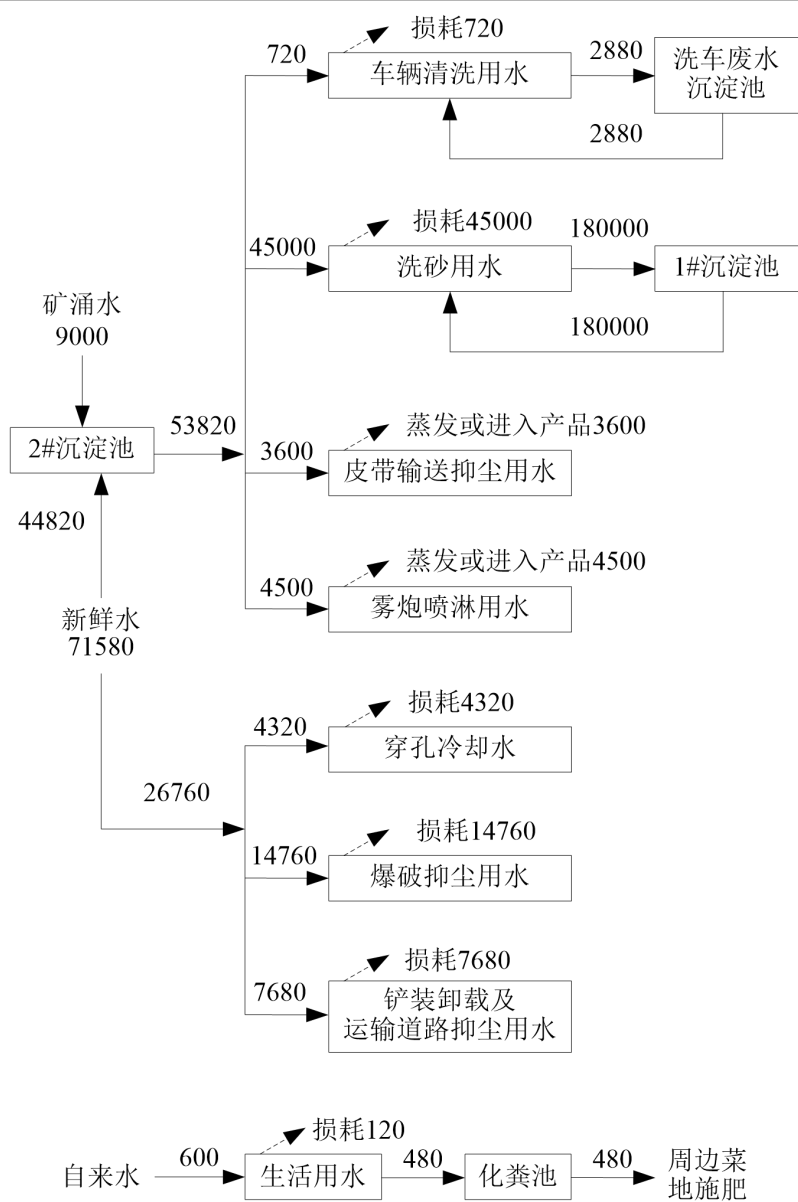 损耗720
720
车辆清洗用水
2880
洗车废水
沉淀池
2880
损耗45000
45000
洗砂用水
180000
1#沉淀池
180000
矿涌水
9000
2#沉淀池
53820
蒸发或进入产品3600
3600
皮带输送抑尘用水
44820
蒸发或进入产品4500
4500
雾炮喷淋用水
新鲜水
71580
损耗4320
4320
穿孔冷却水
26760
损耗14760
14760
爆破抑尘用水
损耗7680
7680
铲装卸载及
运输道路抑尘用水
自来水
600
损耗120
生活用水
480
化粪池
480
周边菜
地施肥